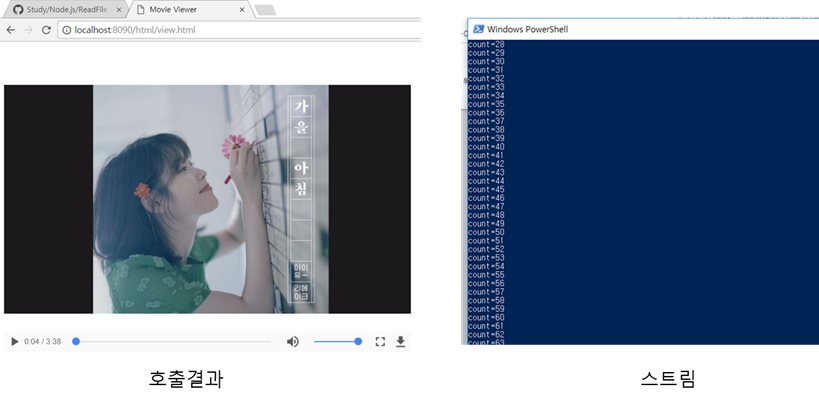 Study/Node.js/ReadFile
Movie Viewer
localhost:8090/html/view.html
가을 아침
아이유
리메이크
0:04 / 3:38
호출결과
Windows PowerShell
count=28
count=29
count=30
count=31
count=32
count=33
count=34
count=35
count=36
count=37
count=38
count=39
count=40
count=41
count=42
count=43
count=44
count=45
count=46
count=47
count=48
count=49
count=50
count=51
count=52
count=53
count=54
count=55
count=56
count=57
count=58
count=59
count=60
count=61
count=62
count=63
스트림